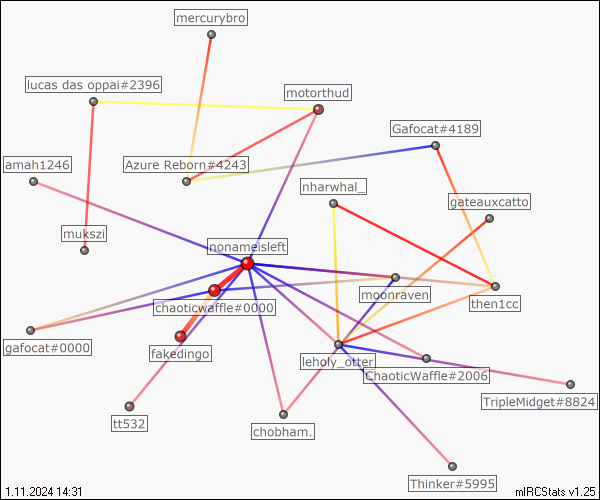 mercurybro
lucas das oppai#2396
motorthud
Gafocat#4189
amah1246
Azure Reborn#4243
nharwhal_
gateauxcatto
mukszi
nonameisleft
moonraven
then1cc
chaoticwaffle#0000
gafocat#0000
fakedingo
leholy_otter
ChaoticWaffle#2006
TripleMidget#8824
tt532
chobham.
Thinker#5995
1.11.2024 14:31
mIRCStats v1.25